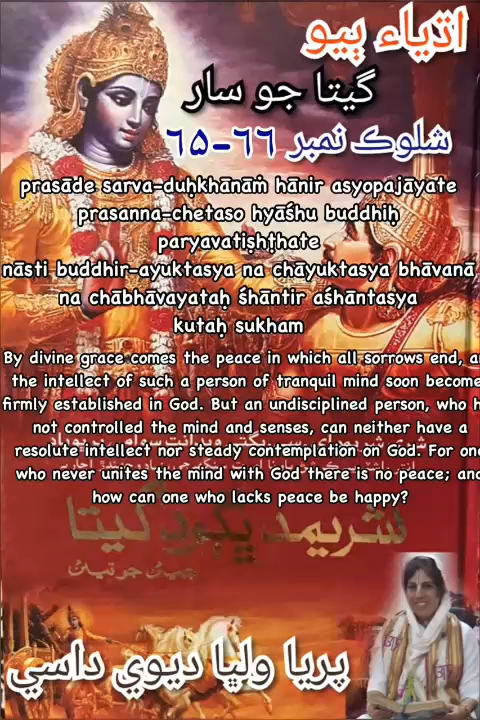 اڌياءِ ٻيو
گيتا جو سار
شلوڪ نمبر ٦٦-٦٥
prasāde sarva-duḥkhānāṁ hānir asyopajāyate
prasanna-chetaso hyāśhu buddhiḥ
paryavatiṣhṭhate
nāsti buddhir-ayuktasya na chāyuktasya bhāvanā
na chābhāvayataḥ śhāntir aśhāntasya
kutaḥ sukham
By divine grace comes the peace in which all sorrows end, an
the intellect of such a person of tranquil mind soon become
firmly established in God. But an undisciplined person, who h
not controlled the mind and senses, can neither have a
resolute intellect nor steady contemplation on God. For one
who never unites the mind with God there is no peace; and
how can one who lacks peace be happy?
شريمد ڀڳود گيتا
پريا ولڀا ديوي داسي